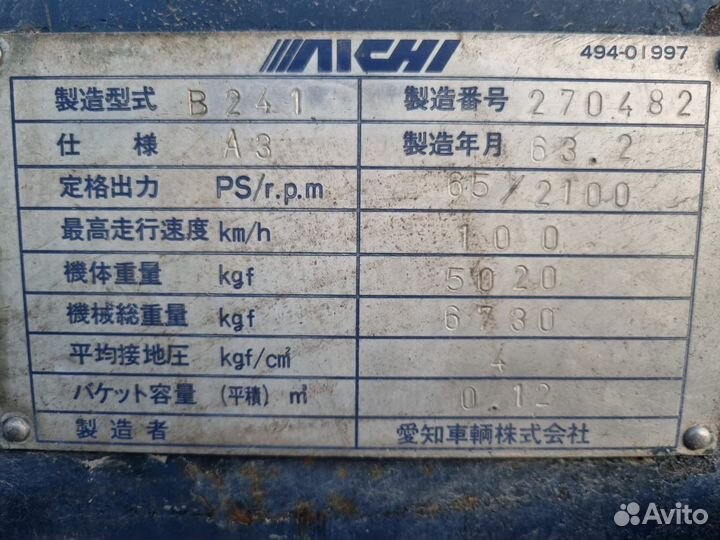 AICHI 494-01997
製造型式 B241 製造番号 270482
仕様 A3 製造年月 63.2
定格出力 PS/r.p.m 65/2100
最高走行速度 km/h 100
機体重量 kgf 5020
機械総重量 kgf 6780
平均接地圧 kgf/c㎡ 4
バケット容量 (平積) ㎥ 0.12
製造者 愛知車輌株式会社
Avito